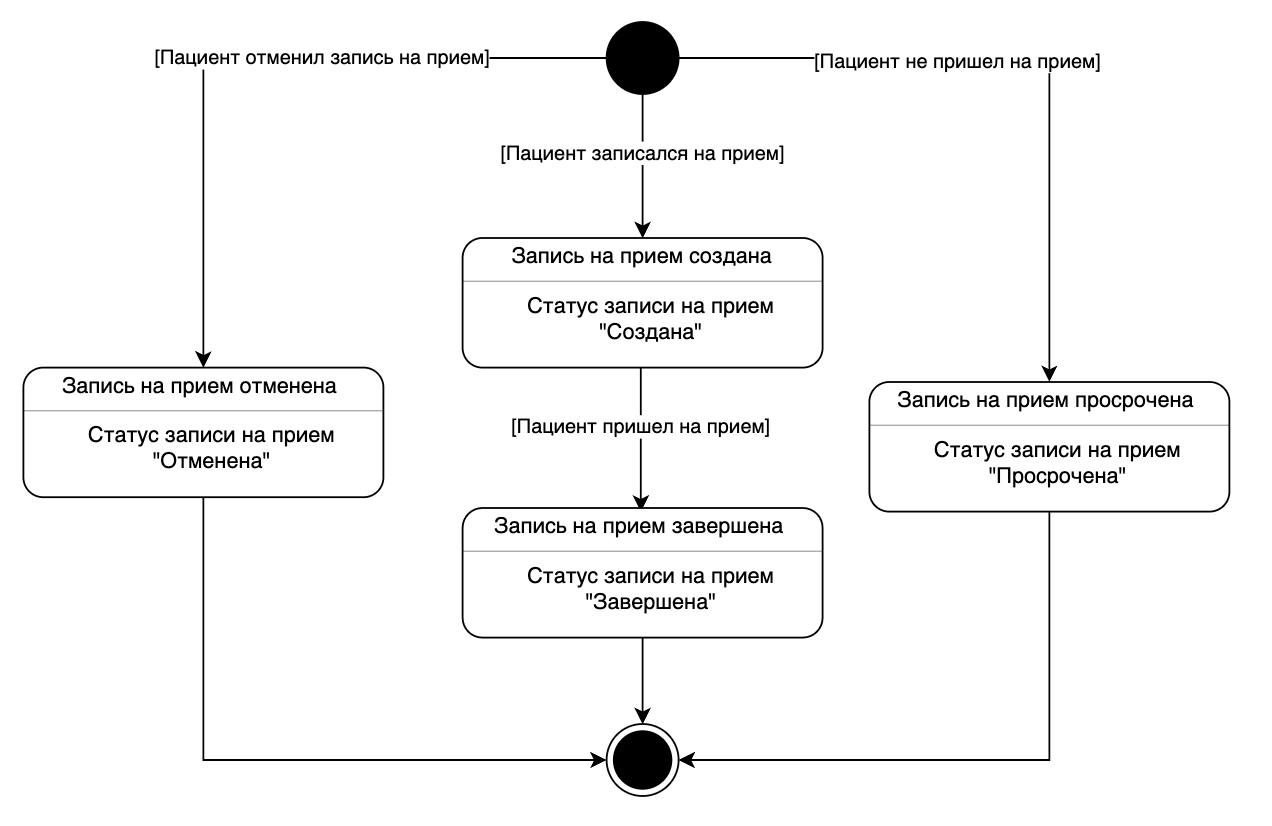 [Пациент отменил запись на прием]
[Пациент не пришел на прием]
[Пациент записался на прием]
Запись на прием создана
Статус записи на прием
"Создана"
Запись на прием отменена
Статус записи на прием
"Отменена"
Запись на прием просрочена
Статус записи на прием
"Просрочена"
[Пациент пришел на прием]
Запись на прием завершена
Статус записи на прием
"Завершена"